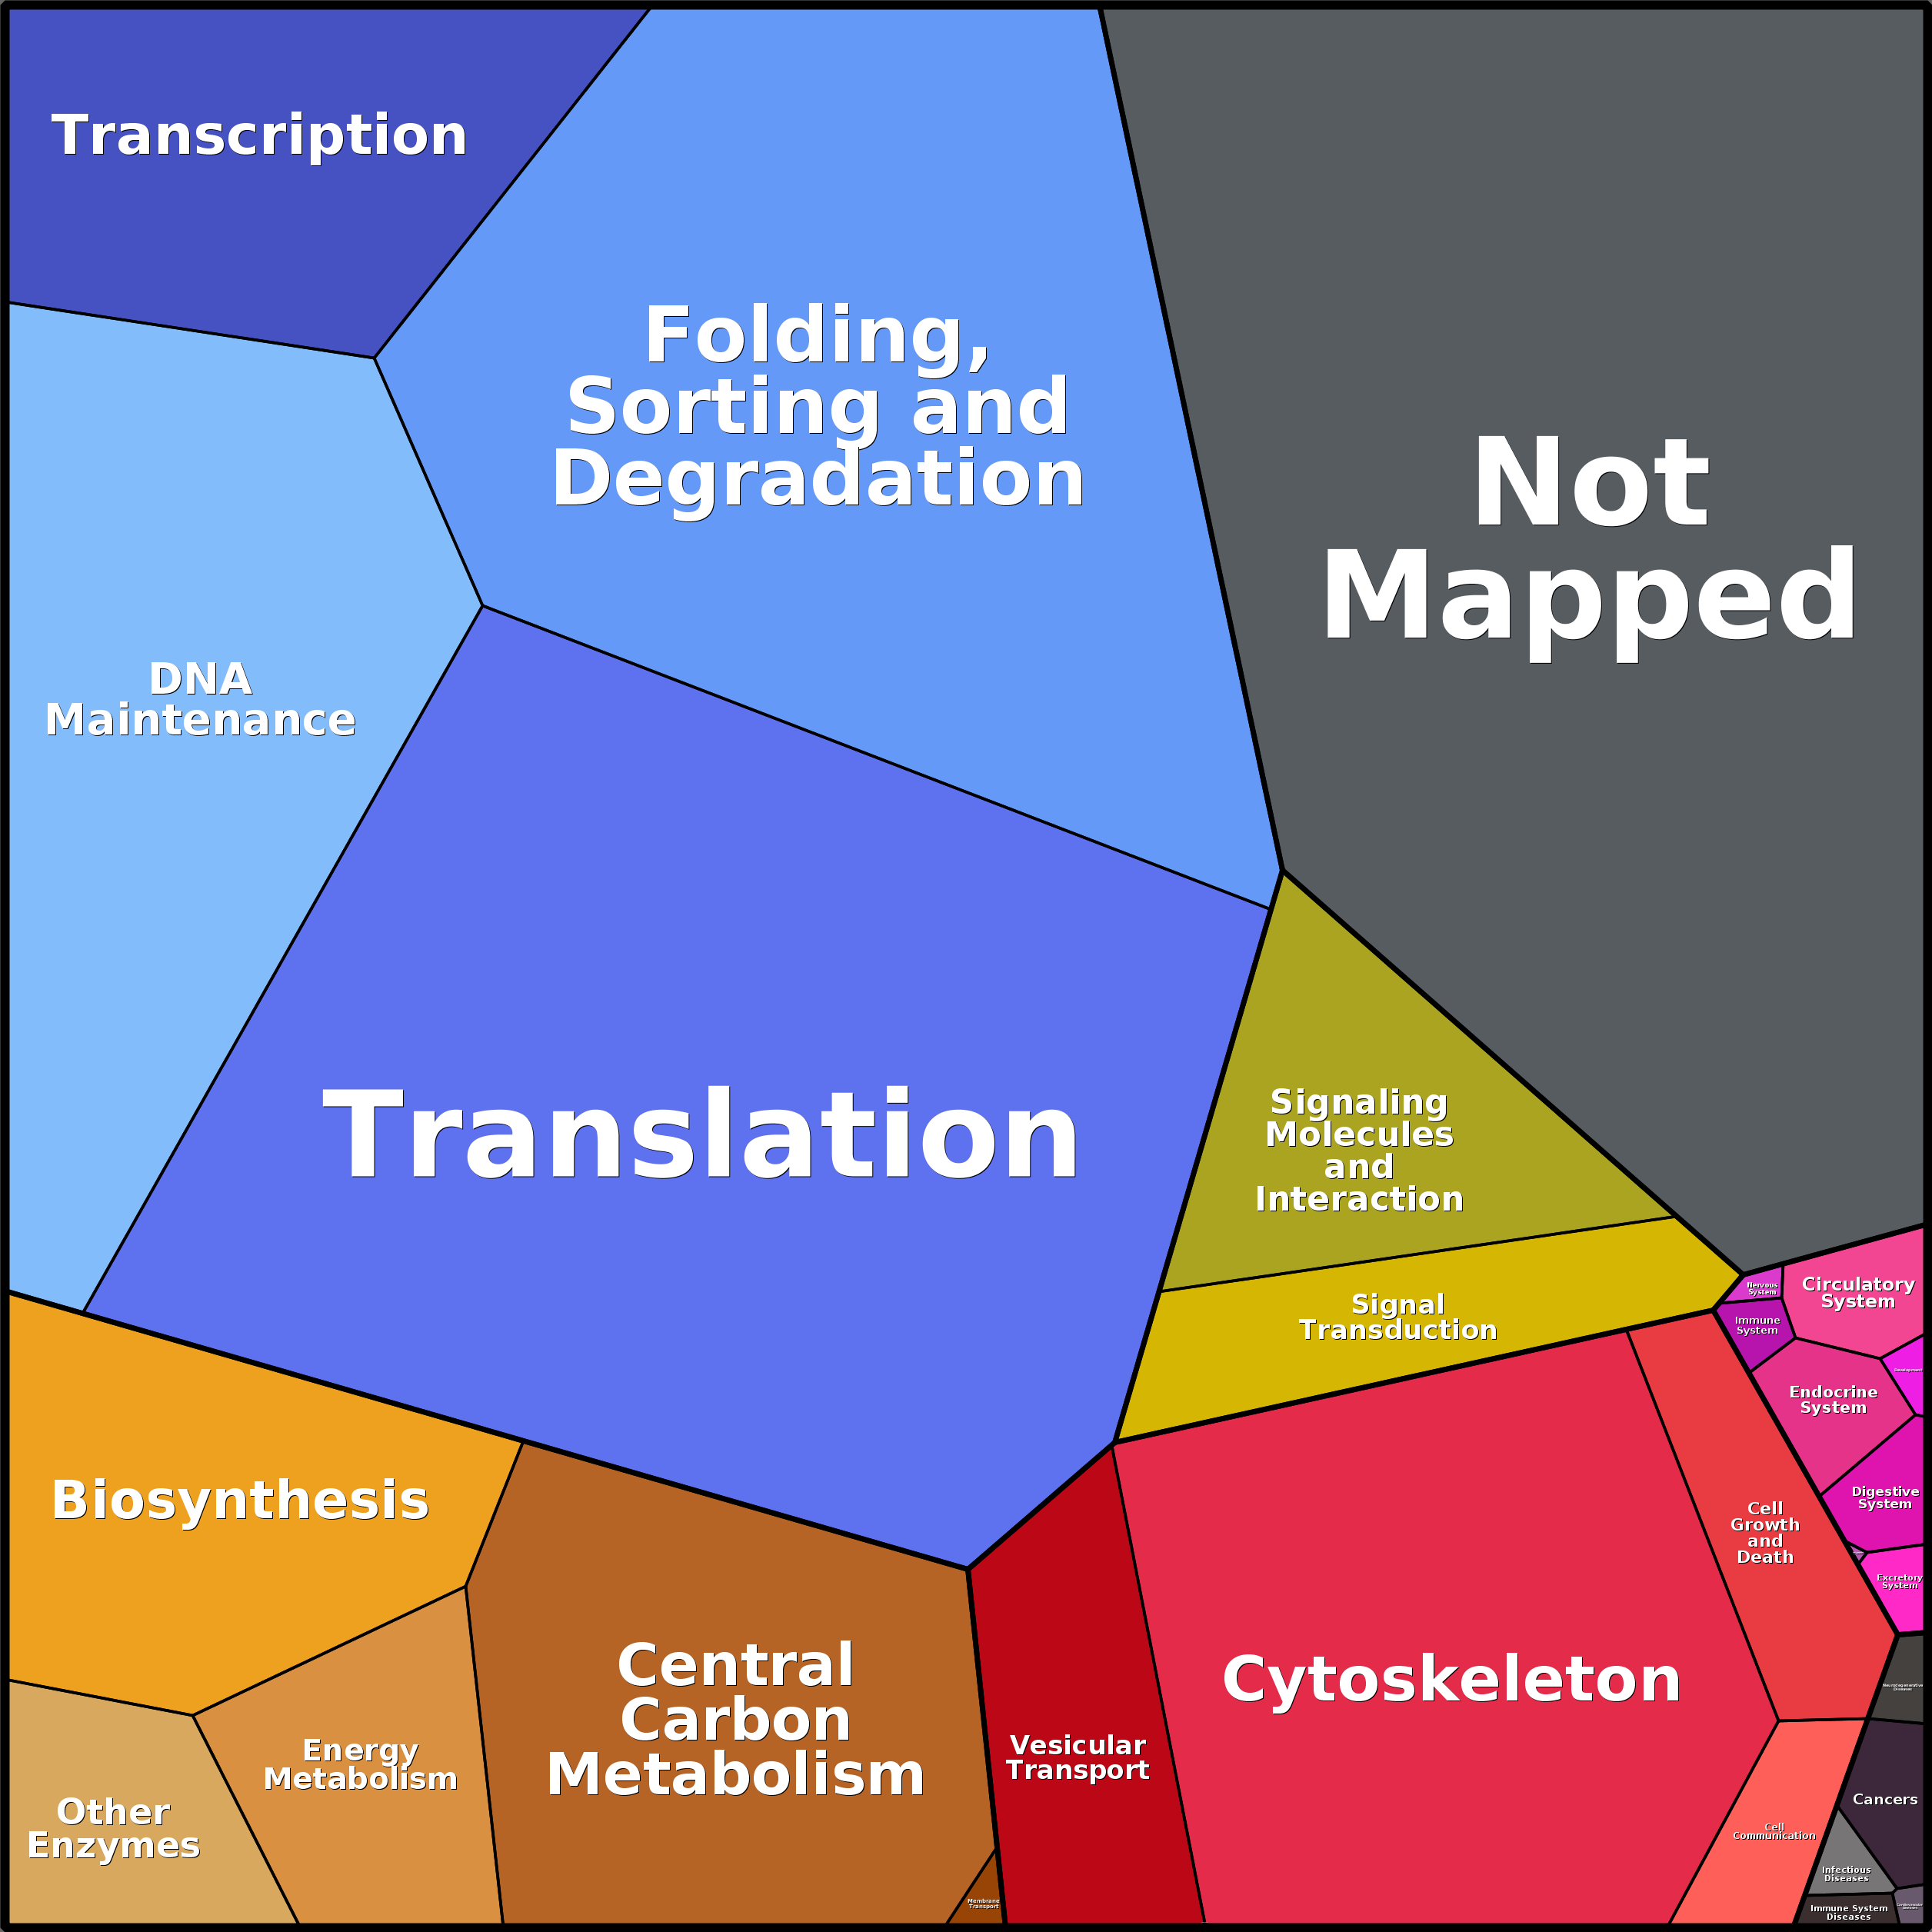 Transcription
Folding,
Sorting and
Degradation
Not
Mapped
DNA
Maintenance
Translation
Signaling
Molecules
and
Interaction
Signal
Transduction
Nervous
System
Circulatory
System
Immune
System
Endocrine
System
Digestive
System
Excretory
System
Biosynthesis
Central
Carbon
Metabolism
Energy
Metabolism
Other
Enzymes
Membrane
Transport
Vesicular
Transport
Cytoskeleton
Cell
Growth
and
Death
Cell
Communication
Neurodegenerative
Diseases
Cancers
Infectious
Diseases
Immune System
Diseases